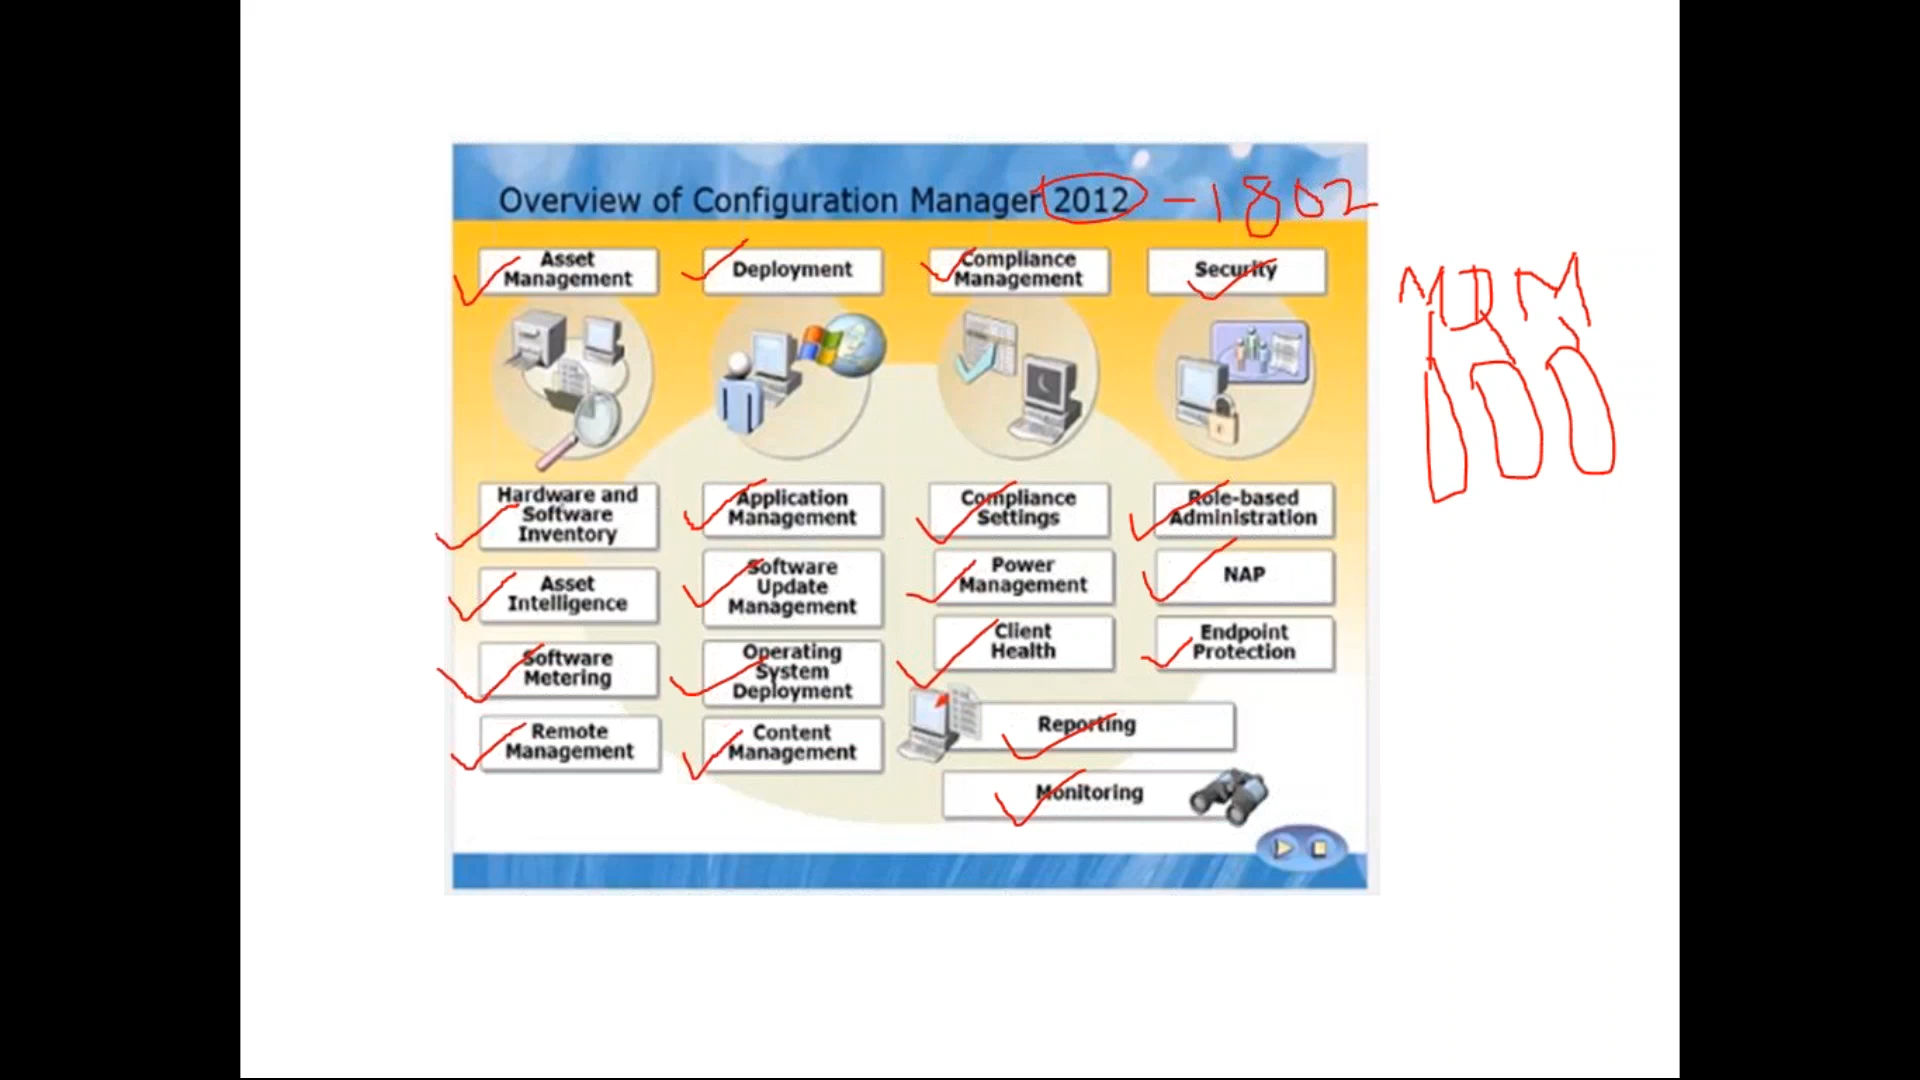 Overview of Configuration Manager 2012 - 1802
Asset
Management
Deployment
Compliance
Management
Security
MDM
Hardware and
Software
Inventory
Application
Management
Compliance
Settings
Role-based
Administration
Asset
Intelligence
Software
Update
Management
Power
Management
NAP
Software
Metering
Operating
System
Deployment
Client
Health
Endpoint
Protection
Remote
Management
Content
Management
Reporting
Monitoring